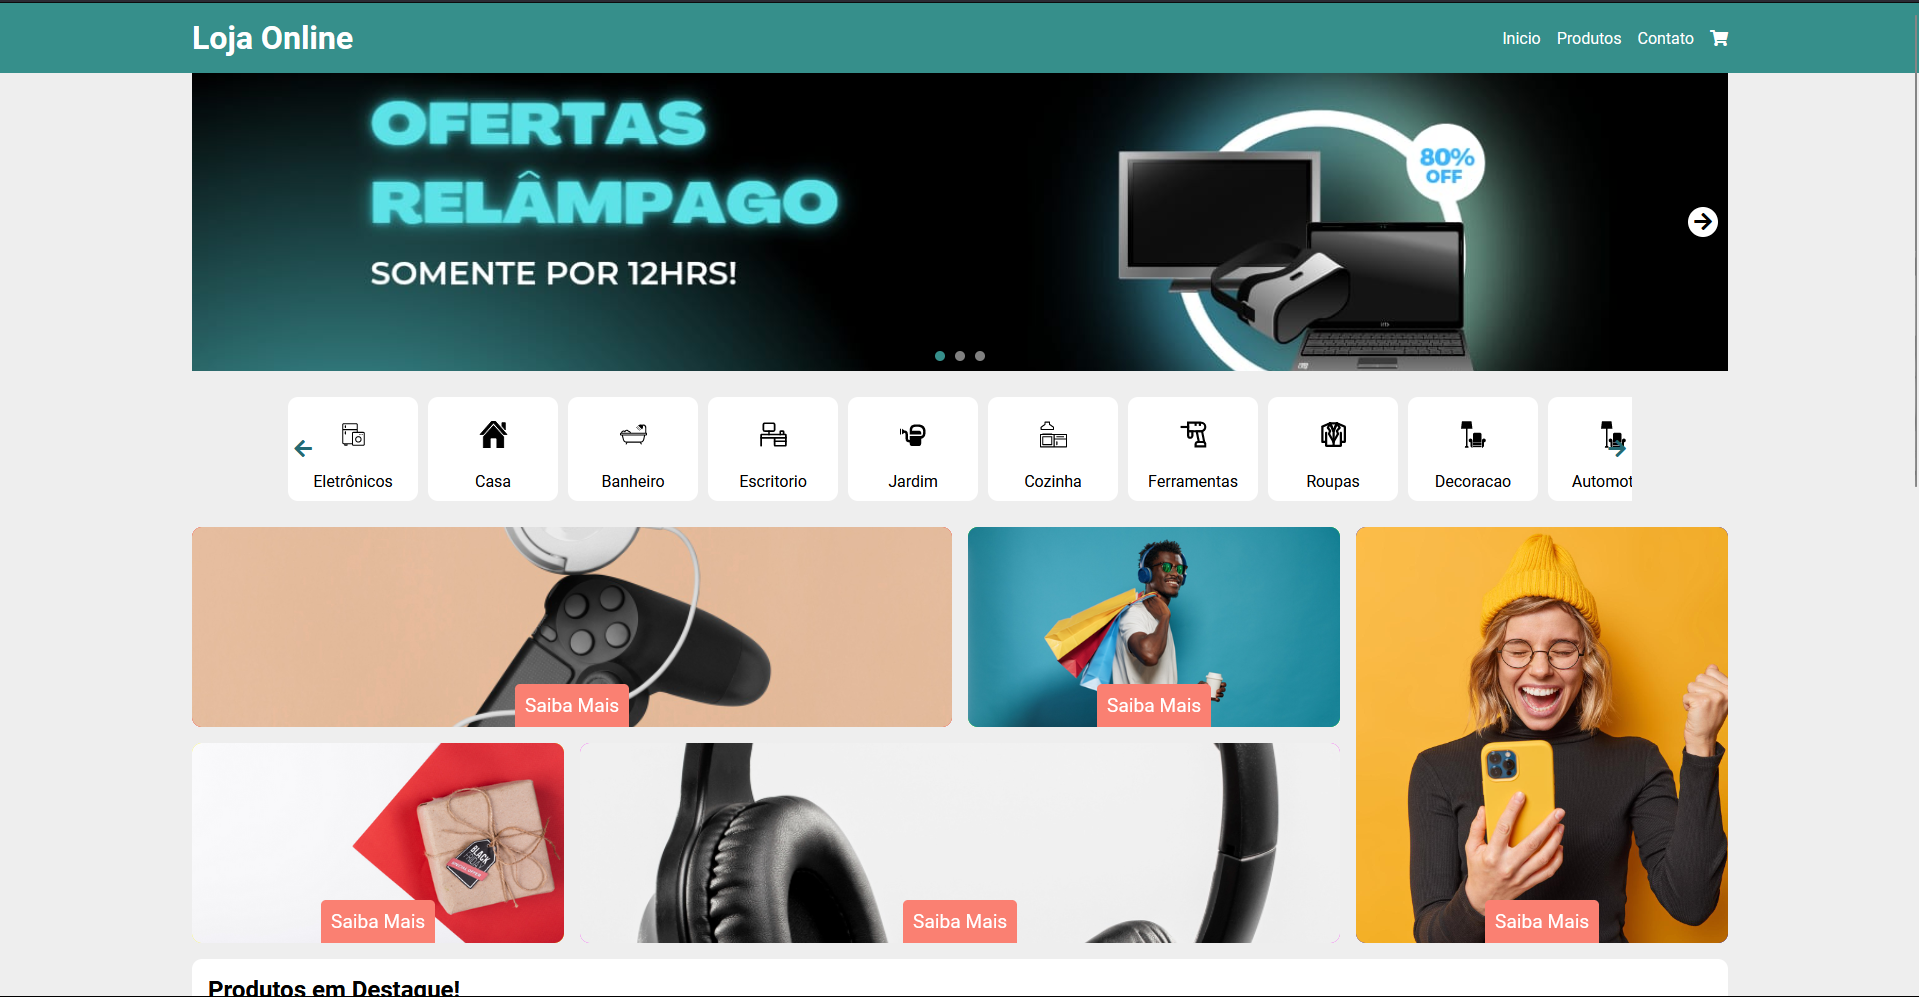 Loja Online
Inicio Produtos Contato
OFERTAS
RELÂMPAGO
SOMENTE POR 12HRS!
80%
OFF
Eletrônicos Casa Banheiro Escritorio Jardim Cozinha Ferramentas Roupas Decoracao Automot
Saiba Mais
Saiba Mais
Saiba Mais
BLACK
Saiba Mais
Saiba Mais
Produtos em Destaque!